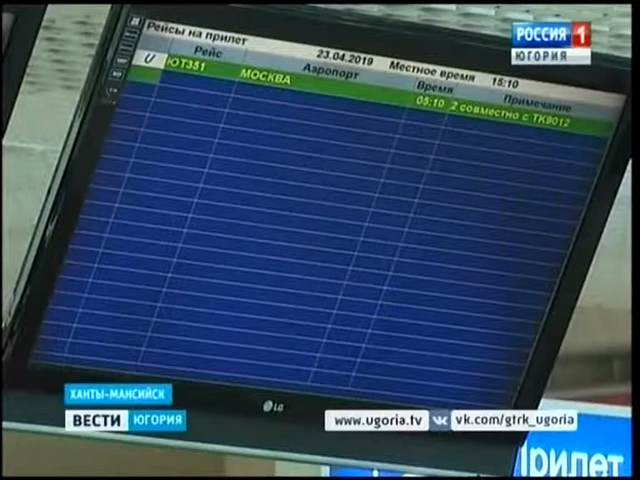 РОССИЯ 1
ЮГОРИЯ
Рейсы на прилет 23.04.2019 Местное время 15:10
Рейс Аэропорт Время Примечание
U ЮТ351 МОСКВА 05:10 2 совместно с ТК9012
LG
ХАНТЫ-МАНСИЙСК
ВЕСТИ ЮГОРИЯ
www.ugoria.tv vk.com/gtrk_ugoria
Прилет